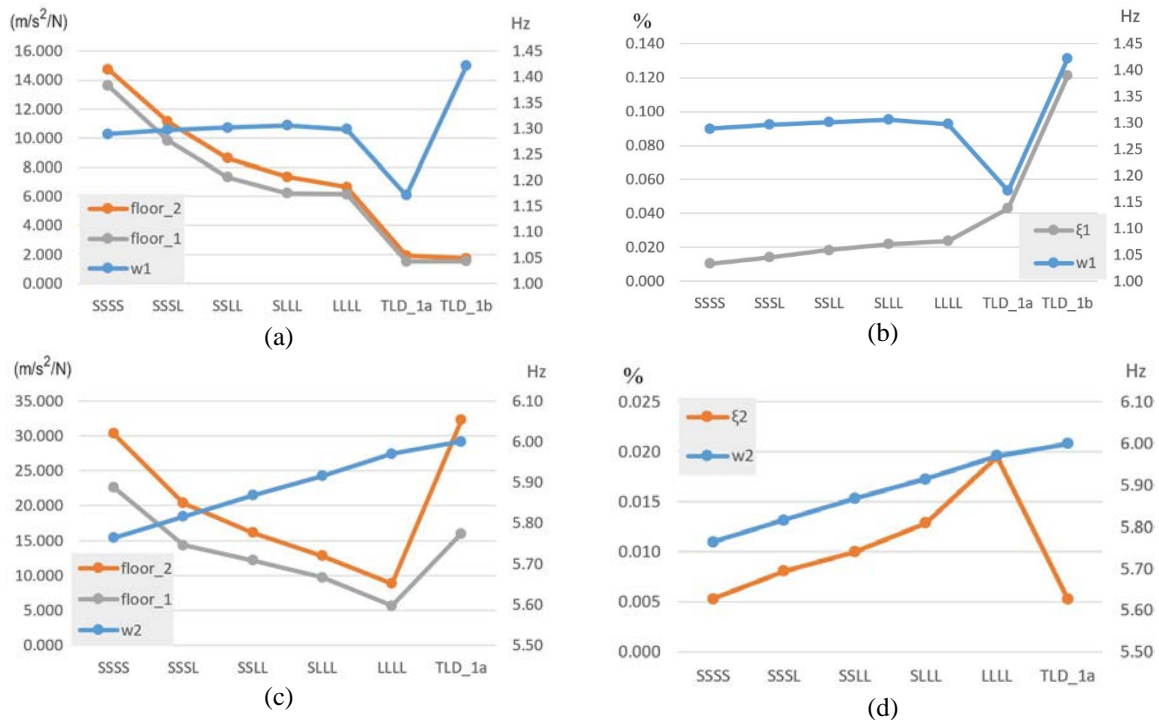 (m/s²/N)
Hz
16.000
14.000
12.000
10.000
8.000
6.000
4.000
2.000
0.000
1.45
1.40
1.35
1.30
1.25
1.20
1.15
1.10
1.05
1.00
floor_2
floor_1
w1
SSSS SSSL SSLL SLLL LLLL TLD_1a TLD_1b
(a)
%
Hz
0.140
0.120
0.100
0.080
0.060
0.040
0.020
0.000
1.45
1.40
1.35
1.30
1.25
1.20
1.15
1.10
1.05
1.00
ξ1
w1
SSSS SSSL SSLL SLLL LLLL TLD_1a TLD_1b
(b)
(m/s²/N)
Hz
35.000
30.000
25.000
20.000
15.000
10.000
5.000
0.000
6.10
6.00
5.90
5.80
5.70
5.60
5.50
floor_2
floor_1
w2
SSSS SSSL SSLL SLLL LLLL TLD_1a
(c)
%
Hz
0.025
0.020
0.015
0.010
0.005
0.000
6.10
6.00
5.90
5.80
5.70
5.60
5.50
ξ2
w2
SSSS SSSL SSLL SLLL LLLL TLD_1a
(d)